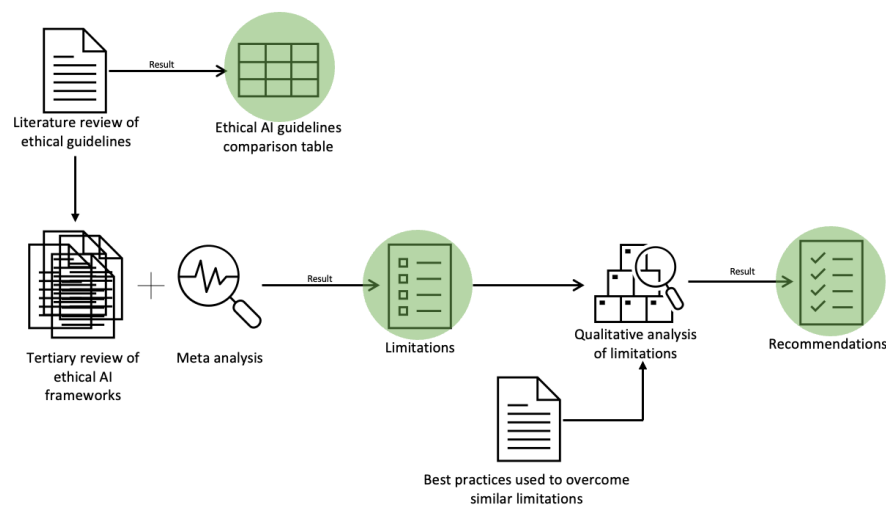 Result
Literature review of
ethical guidelines
Ethical AI guidelines
comparison table
Result
Result
Tertiary review of
ethical AI
frameworks
Meta analysis
Limitations
Qualitative analysis
of limitations
Recommendations
Best practices used to overcome
similar limitations